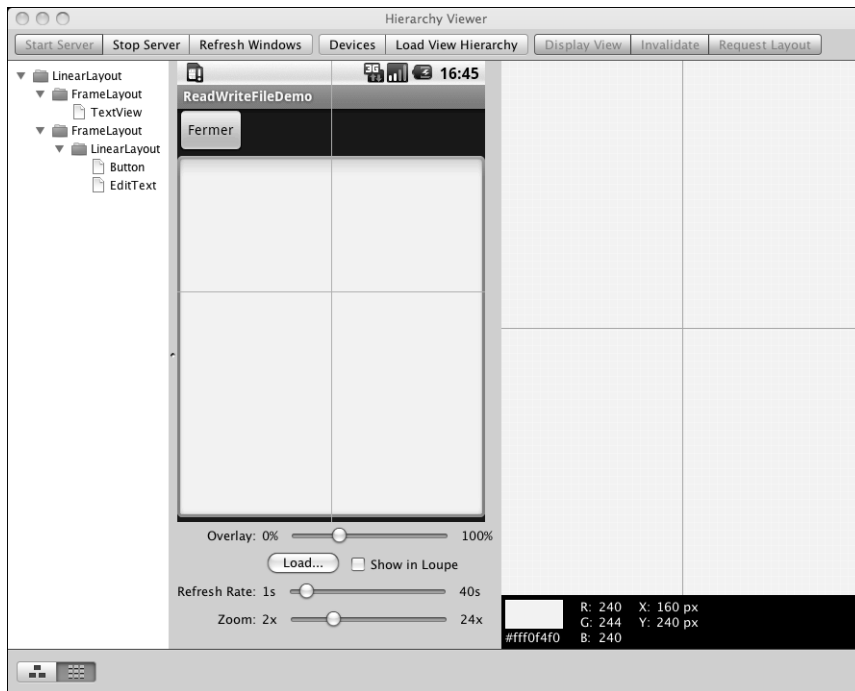 Hierarchy Viewer
Start Server Stop Server Refresh Windows Devices Load View Hierarchy Display View Invalidate Request Layout
LinearLayout
FrameLayout
TextView
FrameLayout
LinearLayout
Button
EditText
3G 16:45
ReadWriteFileDemo
Fermer
Overlay: 0% 100%
Load... Show in Loupe
Refresh Rate: 1s 40s
Zoom: 2x 24x
#fff0f4f0
R: 240 X: 160 px
G: 244 Y: 240 px
B: 240